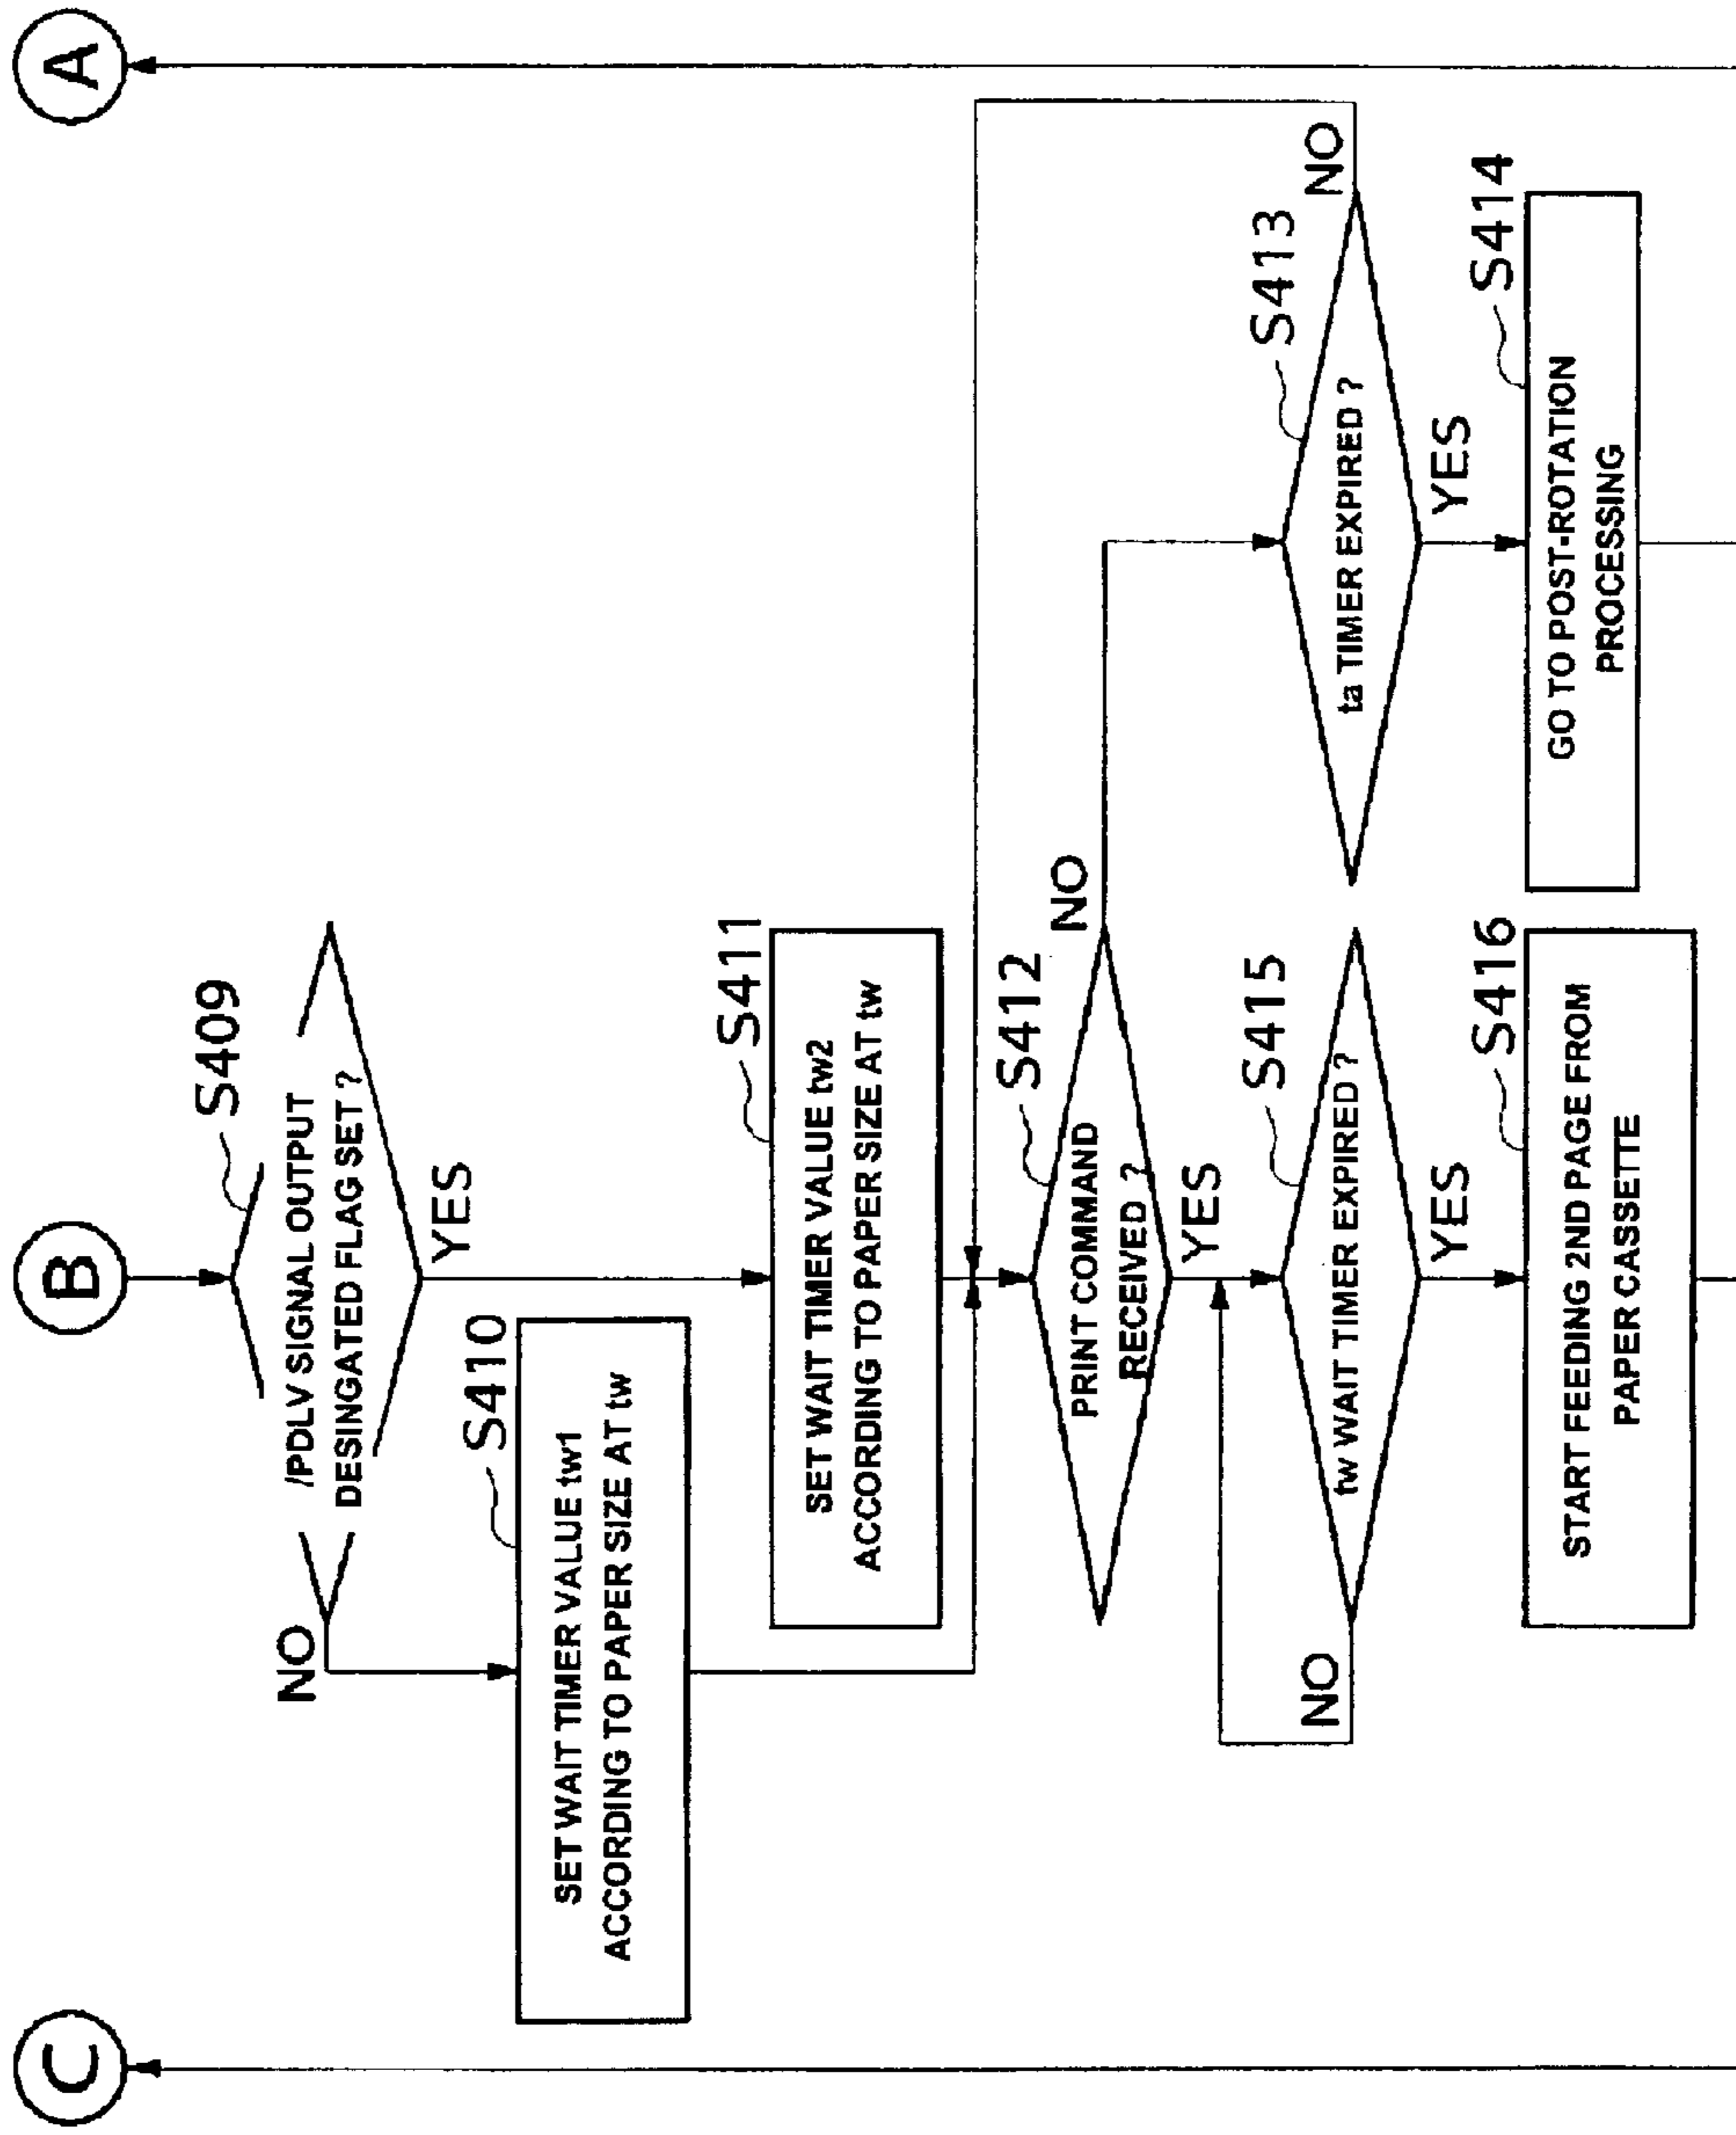 C
B
A
S409
/PDLV SIGNAL OUTPUT
DESINGATED FLAG SET ?
NO
YES
S410
SET WAIT TIMER VALUE tw1
ACCORDING TO PAPER SIZE AT tw
S411
SET WAIT TIMER VALUE tw2
ACCORDING TO PAPER SIZE AT tw
S412
PRINT COMMAND
RECEIVED ?
NO
YES
S413
ta TIMER EXPIRED ?
NO
YES
S414
GO TO POST-ROTATION
PROCESSING
S415
tw WAIT TIMER EXPIRED ?
NO
YES
S416
START FEEDING 2ND PAGE FROM
PAPER CASSETTE